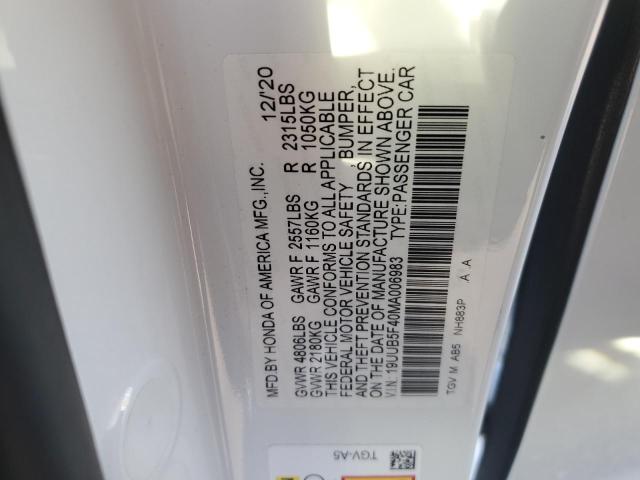 MFD.BY HONDA OF AMERICA MFG.,INC. 12/'20
GVWR 4806LBS GAWR F 2557LBS R 2315LBS
GVWR 2180KG GAWR F 1160KG R 1050KG
THIS VEHICLE CONFORMS TO ALL APPLICABLE
FEDERAL MOTOR VEHICLE SAFETY , BUMPER,
AND THEFT PREVENTION STANDARDS IN EFFECT
ON THE DATE OF MANUFACTURE SHOWN ABOVE.
V.I.N. 19UUB5F40MA006983 TYPE:PASSENGER CAR
TGV M AB5 NH883P A A
TGV-A5